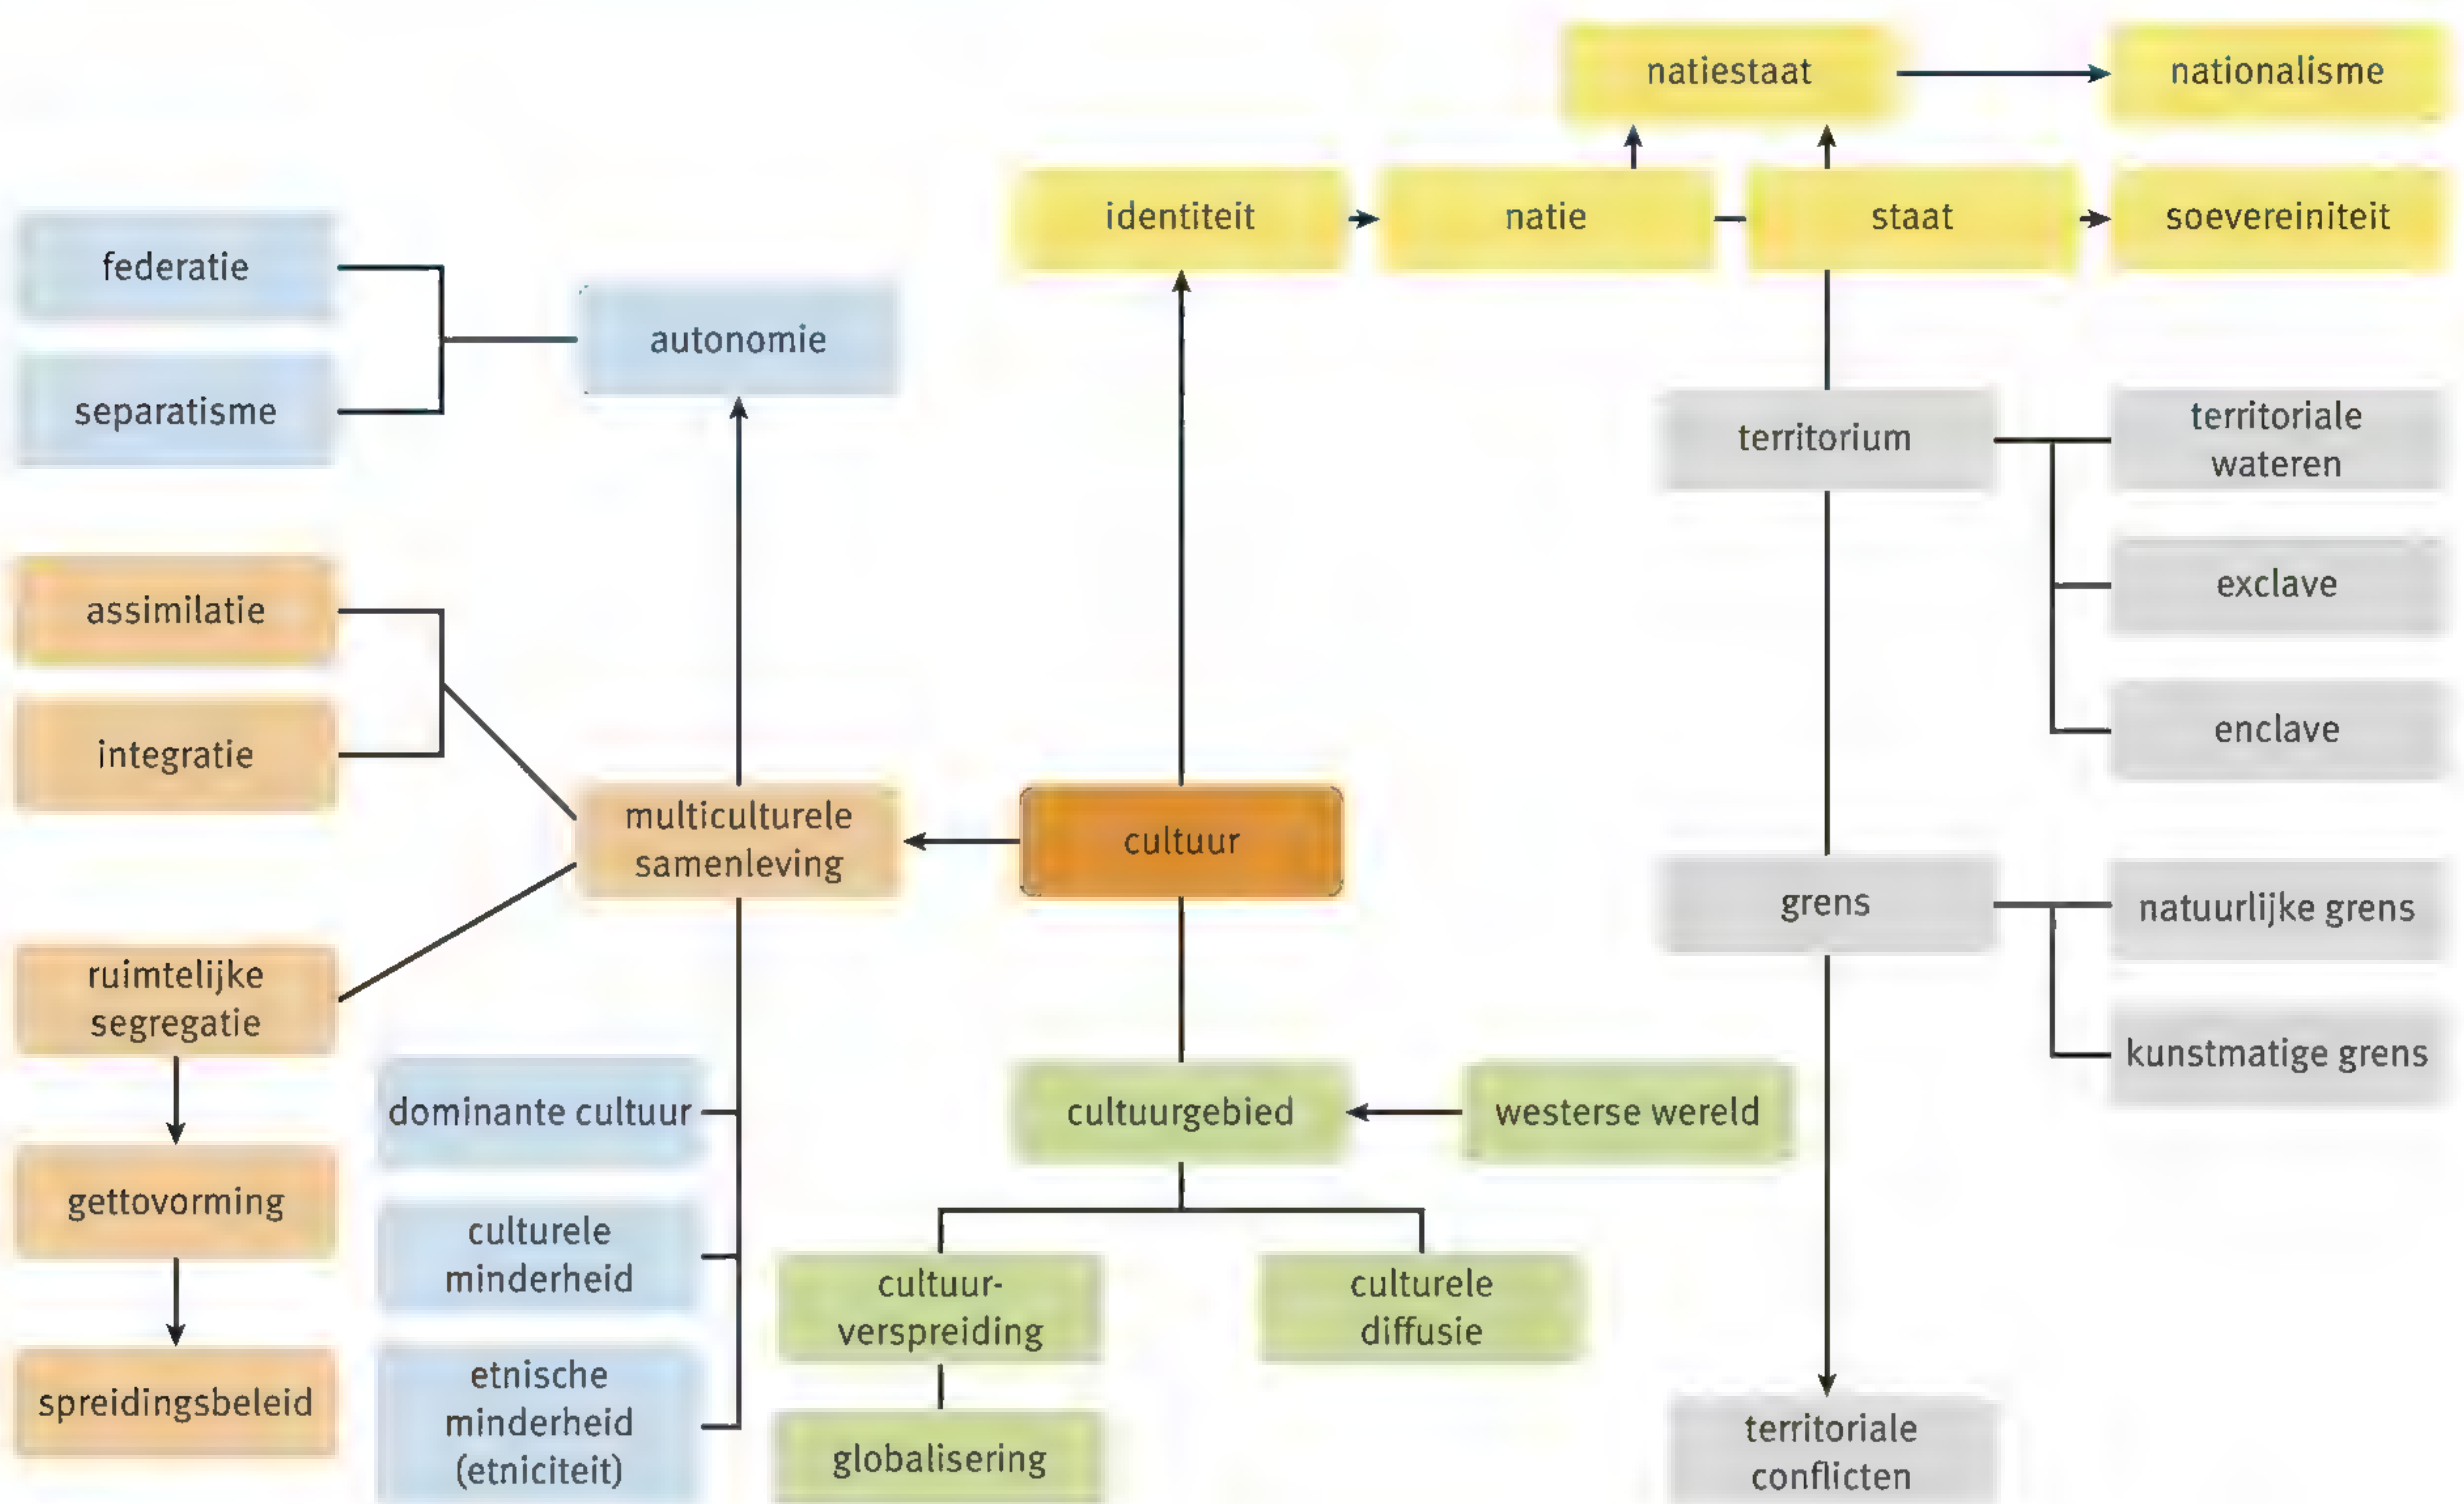 natiestaat
nationalisme
identiteit
natie
staat
soevereiniteit
federatie
autonomie
separatisme
territorium
territoriale
wateren
exclave
enclave
assimilatie
integratie
multiculturele
samenleving
cultuur
grens
natuurlijke grens
kunstmatige grens
ruimtelijke
segregatie
dominante cultuur
cultuurgebied
westerse wereld
gettovorming
culturele
minderheid
cultuur-
verspreiding
culturele
diffusie
spreidingsbeleid
etnische
minderheid
(etniciteit)
globalisering
territoriale
conflicten